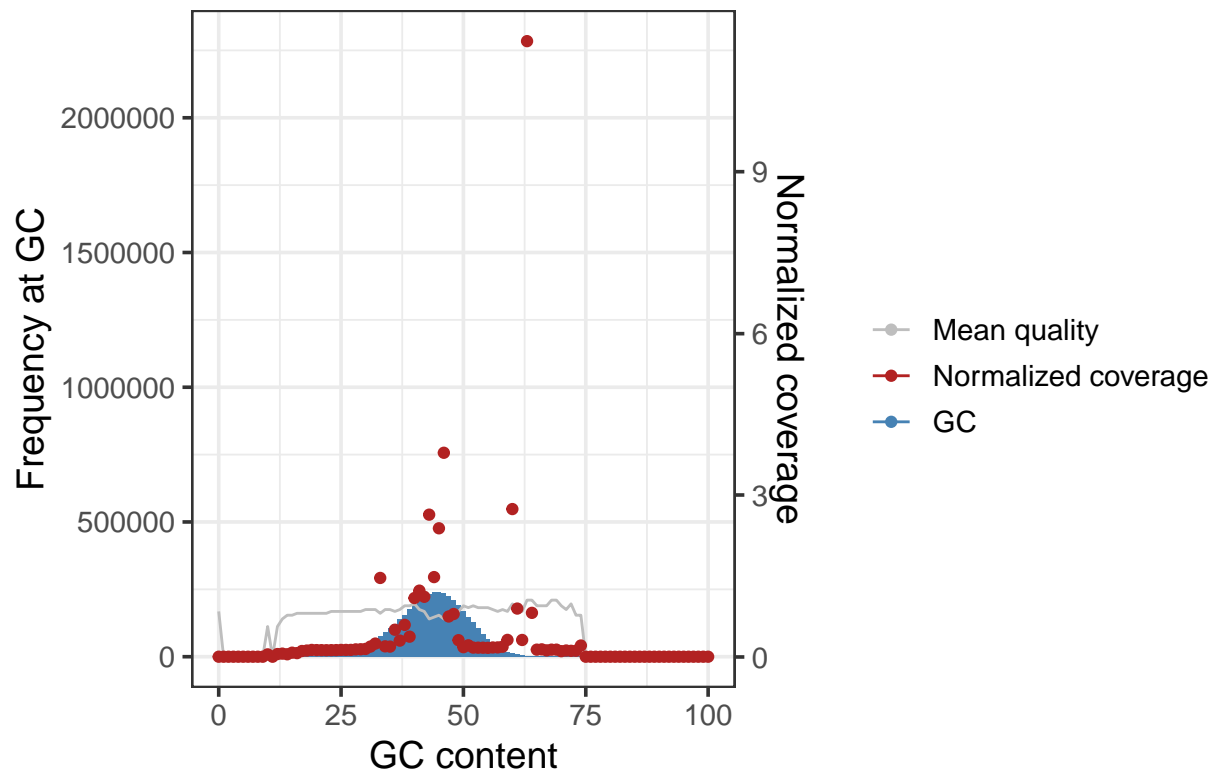 Frequency at GC
2000000
1500000
1000000
500000
0
9
6
3
0
Normalized coverage
0 25 50 75 100
GC content
Mean quality
Normalized coverage
GC